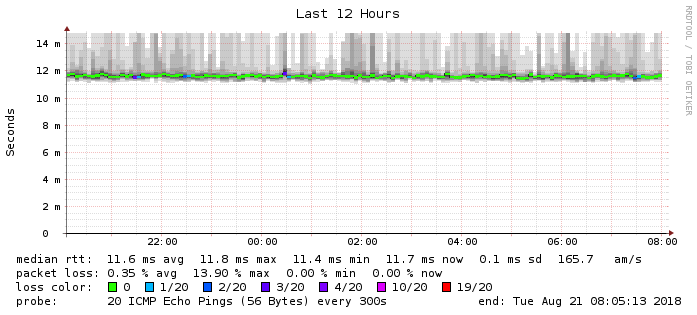 Last 12 Hours
RRDTOOL / TOBI OETIKER
Seconds
14 m
12 m
10 m
8 m
6 m
4 m
2 m
0
22:00 00:00 02:00 04:00 06:00 08:00
median rtt: 11.6 ms avg 11.8 ms max 11.4 ms min 11.7 ms now 0.1 ms sd 165.7 am/s
packet loss: 0.35 % avg 13.90 % max 0.00 % min 0.00 % now
loss color: 0 1/20 2/20 3/20 4/20 10/20 19/20
probe: 20 ICMP Echo Pings (56 Bytes) every 300s end: Tue Aug 21 08:05:13 2018